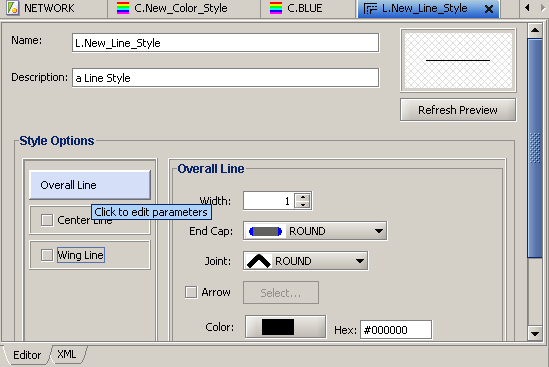 NETWORK C.New_Color_Style C.BLUE L.New_Line_Style
Name: L.New_Line_Style
Description: a Line Style
Refresh Preview
Style Options
Overall Line
Click to edit parameters
Center Line
Wing Line
Overall Line
Width: 1
End Cap: ROUND
Joint: ROUND
Arrow Select...
Color: Hex: #000000
Editor XML